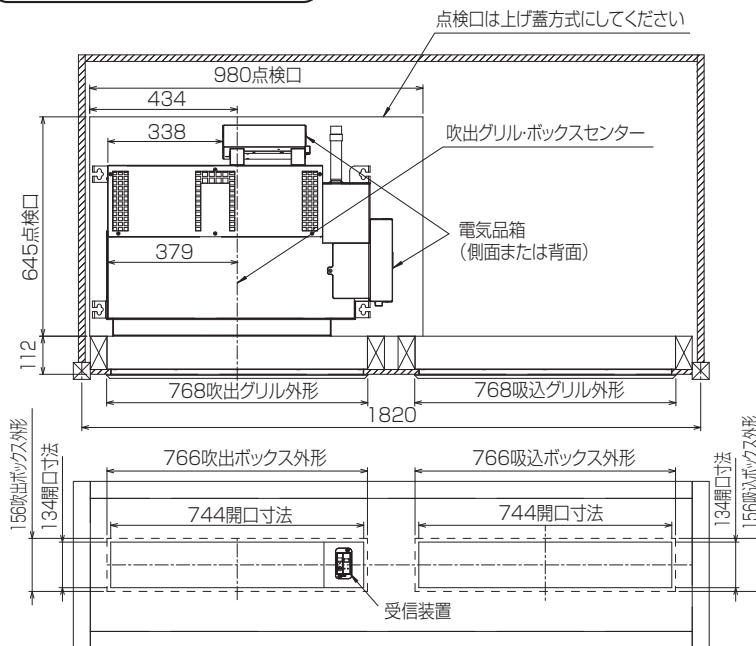 点検口は上げ蓋方式にしてください
980点検口
434
338
吹出グリル・ボックスセンター
645点検口
379
電気品箱
（側面または背面）
112
768吹出グリル外形
768吸込グリル外形
1820
156吹出ボックス外形
134開口寸法
766吹出ボックス外形
766吸込ボックス外形
134開口寸法
156吸込ボックス外形
744開口寸法
744開口寸法
受信装置